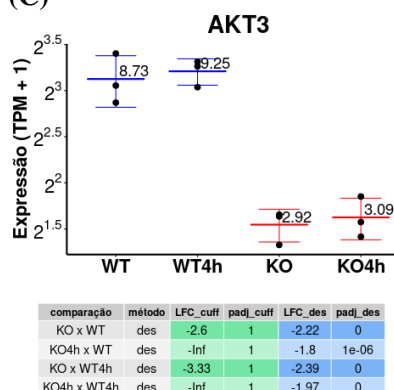 (C)
AKT3
Expressão (TPM + 1)
2^3.5
2^3
2^2.5
2^2
2^1.5
8.73
9.25
2.92
3.09
WT WT4h KO KO4h
comparação método LFC_cuff padj_cuff LFC_des padj_des
KO x WT des -2.6 1 -2.22 0
KO4h x WT des -Inf 1 -1.8 1e-06
KO x WT4h des -3.33 1 -2.39 0
KO4h x WT4h des -Inf 1 -1.97 0